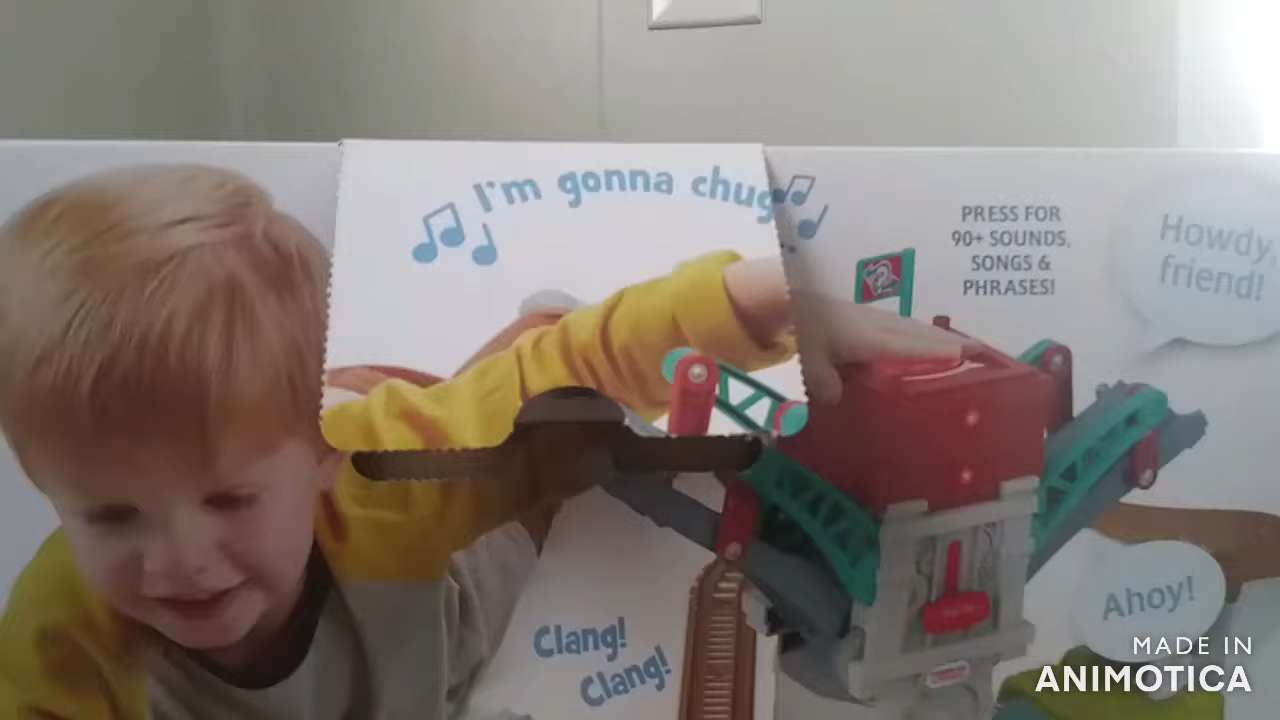 I'm gonna chug
PRESS FOR
90+ SOUNDS,
SONGS &
PHRASES!
Howdy,
friend!
Ahoy!
Clang!
Clang!
MADE IN
ANIMOTICA